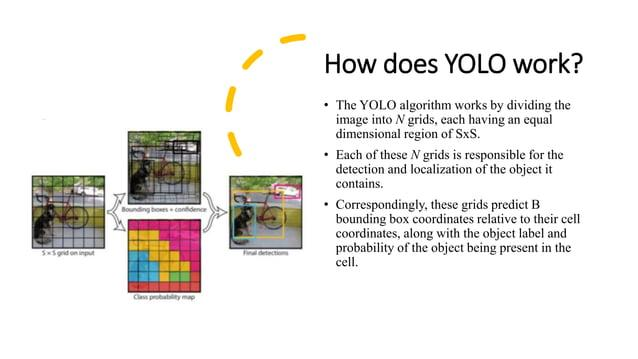 How does YOLO work?
• The YOLO algorithm works by dividing the
image into N grids, each having an equal
dimensional region of SxS.
• Each of these N grids is responsible for the
detection and localization of the object it
contains.
• Correspondingly, these grids predict B
bounding box coordinates relative to their cell
coordinates, along with the object label and
probability of the object being present in the
cell.
S × S grid on input
Bounding boxes + confidence
Class probability map
Final detections